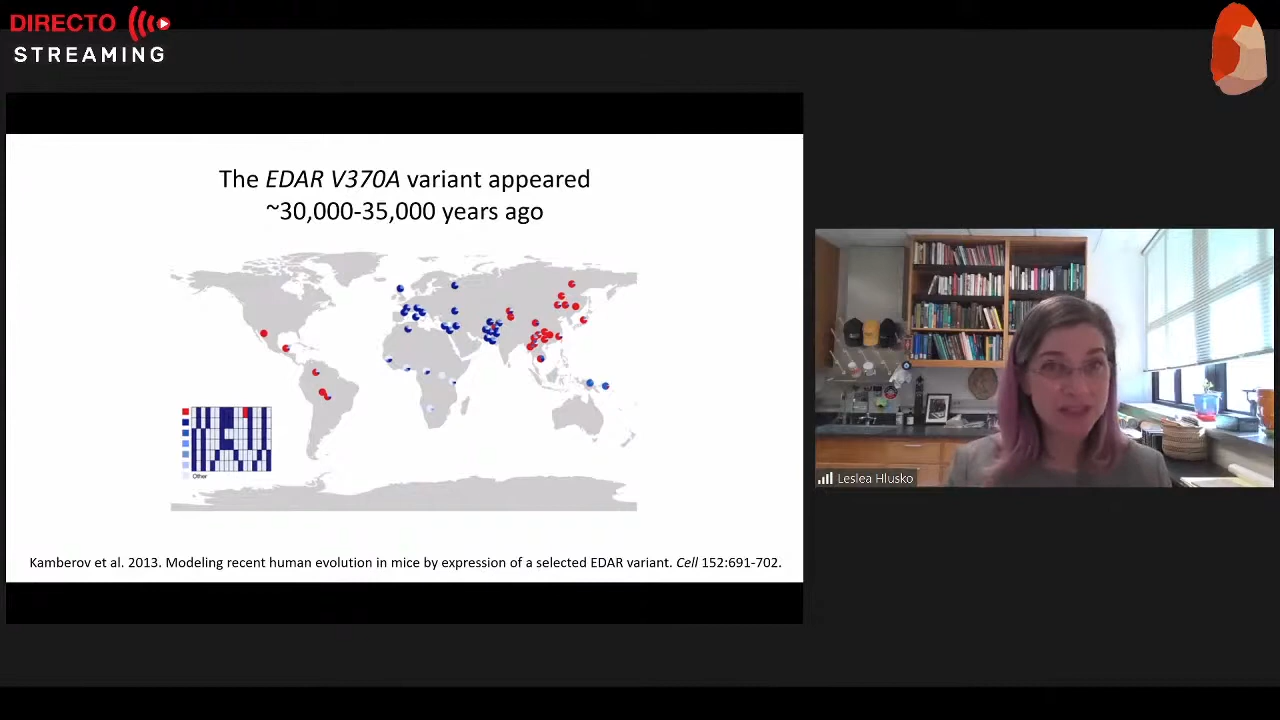 DIRECTO
STREAMING
The EDAR V370A variant appeared
~30,000-35,000 years ago
Other
Kamberov et al. 2013. Modeling recent human evolution in mice by expression of a selected EDAR variant. Cell 152:691-702.
Leslea Hlusko